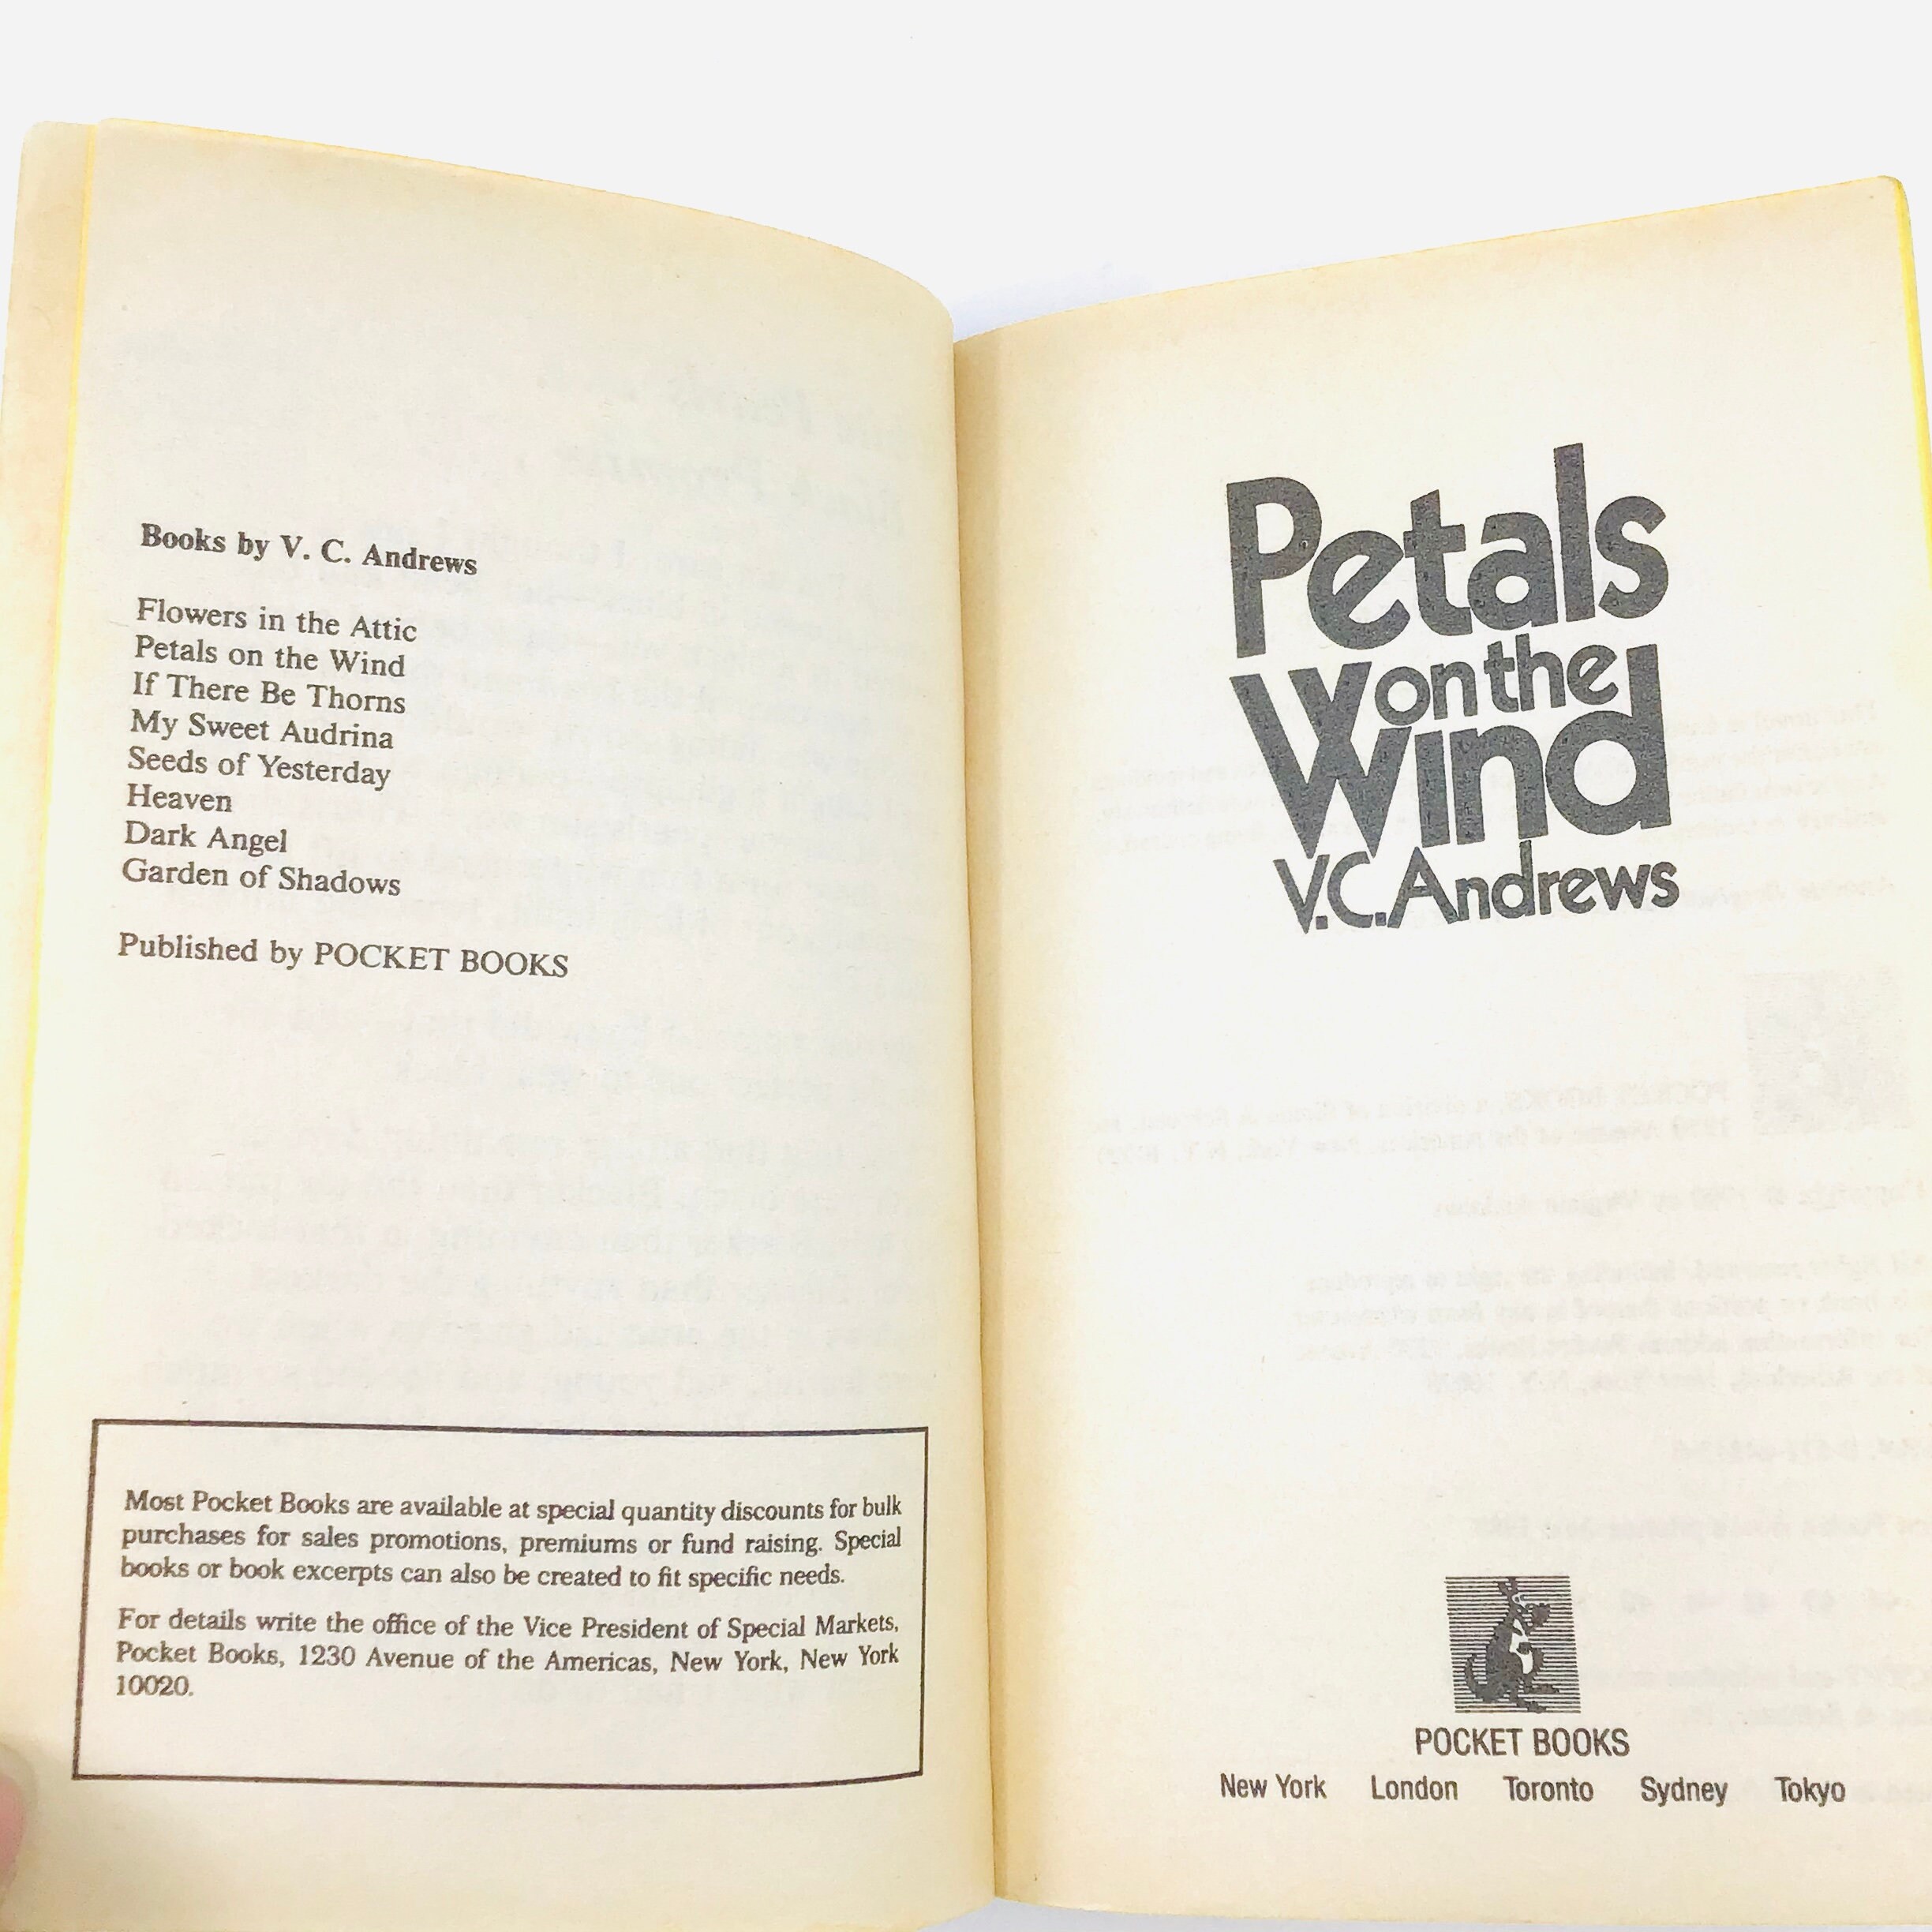 Books by V. C. Andrews
Flowers in the Attic
Petals on the Wind
If There Be Thorns
My Sweet Audrina
Seeds of Yesterday
Heaven
Dark Angel
Garden of Shadows
Published by POCKET BOOKS
Most Pocket Books are available at special quantity discounts for bulk
purchases for sales promotions, premiums or fund raising. Special
books or book excerpts can also be created to fit specific needs.
For details write the office of the Vice President of Special Markets,
Pocket Books, 1230 Avenue of the Americas, New York, New York
10020.
Petals
on the
Wind
V.C. Andrews
POCKET BOOKS
New York London Toronto Sydney Tokyo